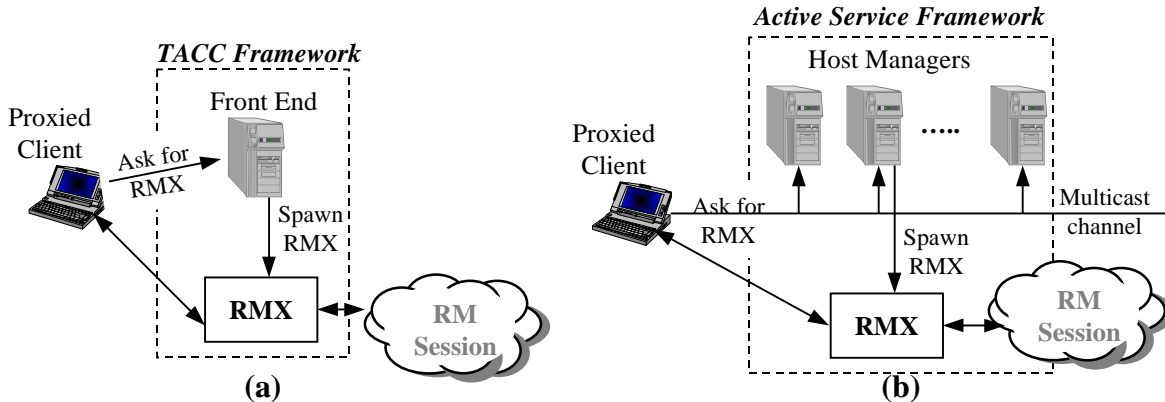 TACC Framework
Front End
Proxied
Client
Ask for
RMX
Spawn
RMX
RMX
RM
Session
(a)
Active Service Framework
Host Managers
.....
Proxied
Client
Ask for
RMX
Multicast
channel
Spawn
RMX
RMX
RM
Session
(b)